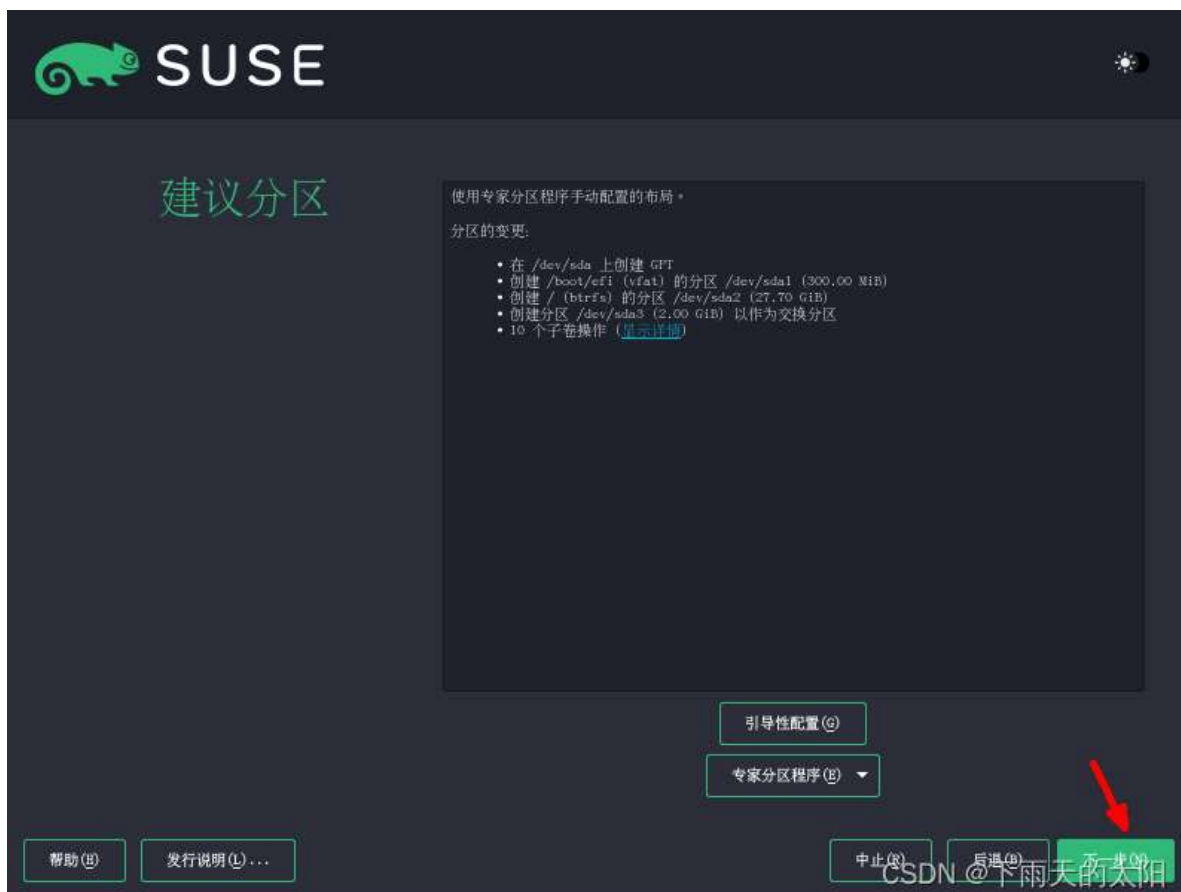 SUSE
建议分区
使用专家分区程序手动配置的布局。
分区的变更:
• 在 /dev/sda 上创建 GPT
• 创建 /boot/efi (vfat) 的分区 /dev/sda1 (300.00 MiB)
• 创建 / (btrfs) 的分区 /dev/sda2 (27.70 GiB)
• 创建分区 /dev/sda3 (2.00 GiB) 以作为交换分区
• 10 个子卷操作 (显示详情)
引导性配置(G)
专家分区程序(E)
帮助(H)
发行说明(L)...
中止(R)
后退(B)
下一步(N)
CSDN @下雨天的太阳